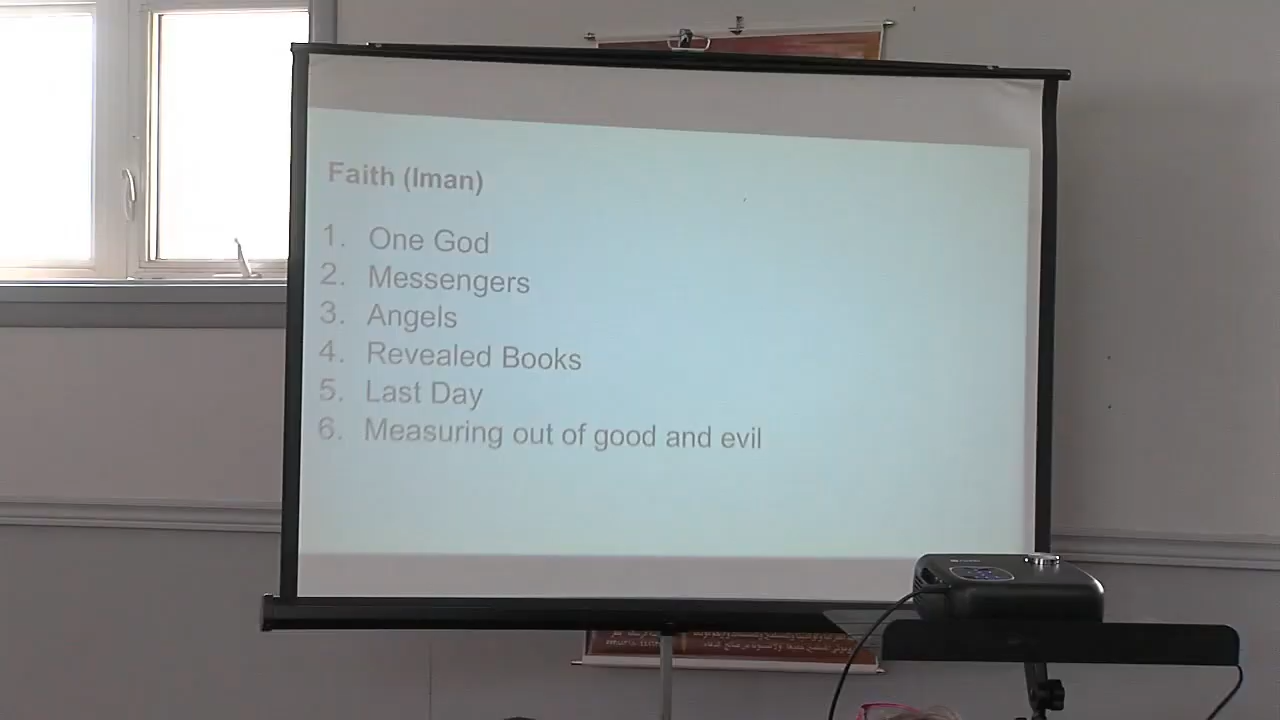 Faith (Iman)
1. One God
2. Messengers
3. Angels
4. Revealed Books
5. Last Day
6. Measuring out of good and evil